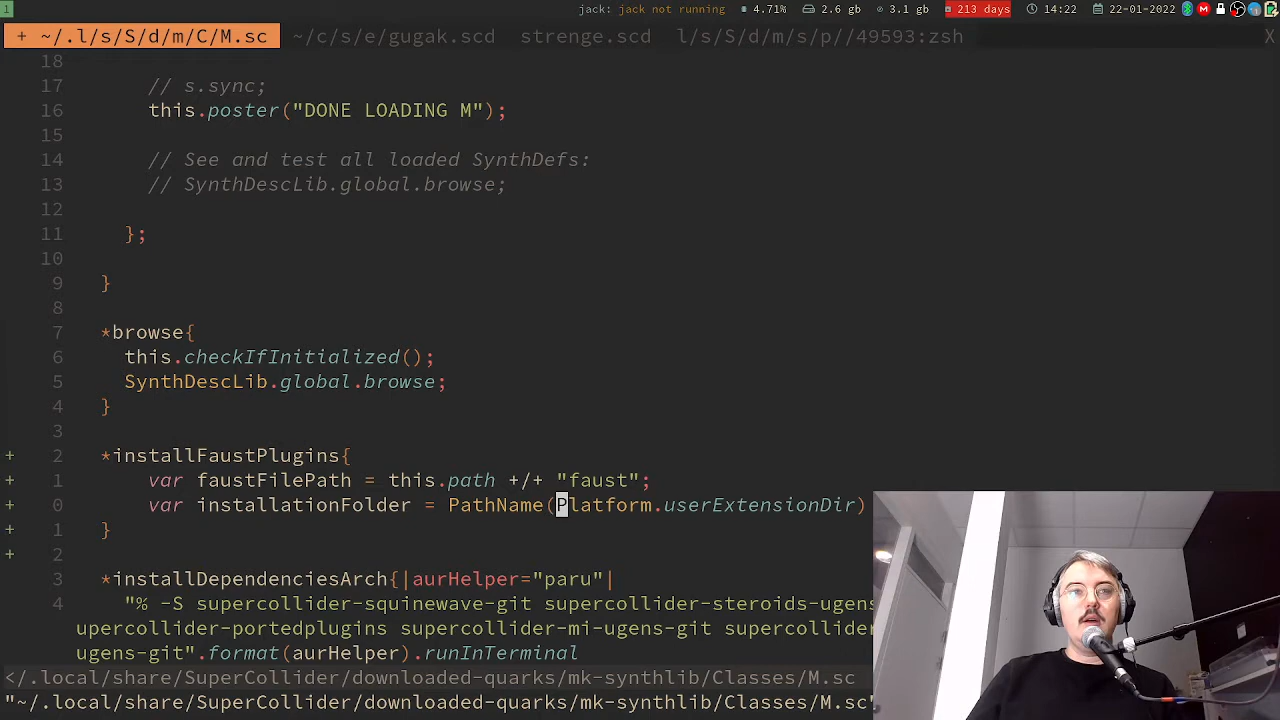 1 jack: jack not running 4.71% 2.6 gb 3.1 gb 213 days 14:22 22-01-2022
+ ~/.l/s/S/d/m/C/M.sc ~/c/s/e/gugak.scd strenge.scd l/s/S/d/m/s/p//49593:zsh X
18
17 // s.sync;
16 this.poster("DONE LOADING M");
15
14 // See and test all loaded SynthDefs:
13 // SynthDescLib.global.browse;
12
11 };
10
9 }
8
7 *browse{
6 this.checkIfInitialized();
5 SynthDescLib.global.browse;
4 }
3
+ 2 *installFaustPlugins{
+ 1 var faustFilePath = this.path +/+ "faust";
+ 0 var installationFolder = PathName(Platform.userExtensionDir)
+ 1 }
+ 2
3 *installDependenciesArch{|aurHelper="paru"|
4 "% -S supercollider-squinewave-git supercollider-steroids-ugens
upercollider-portedplugins supercollider-mi-ugens-git supercollider
ugens-git".format(aurHelper).runInTerminal
</.local/share/SuperCollider/downloaded-quarks/mk-synthlib/Classes/M.sc
"~/.local/share/SuperCollider/downloaded-quarks/mk-synthlib/Classes/M.sc"